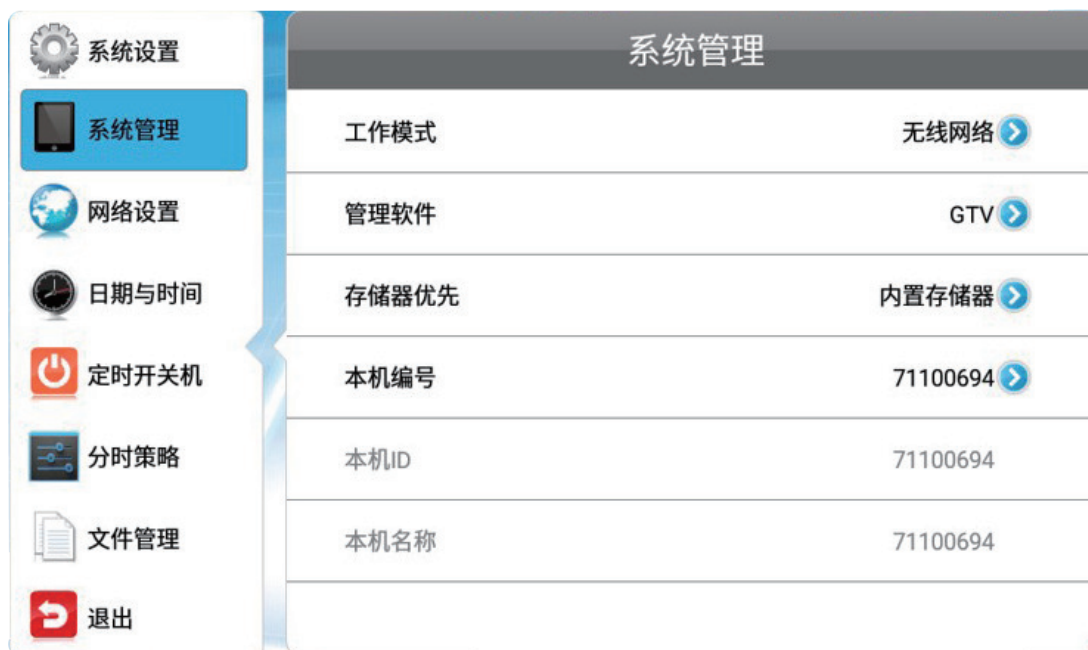 系统设置
系统管理
网络设置
日期与时间
定时开关机
分时策略
文件管理
退出
系统管理
工作模式 无线网络
管理软件 GTV
存储器优先 内置存储器
本机编号 71100694
本机ID 71100694
本机名称 71100694